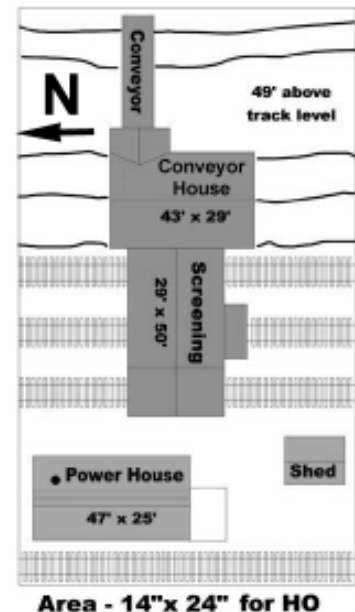 Conveyor
N
49' above
track level
Conveyor
House
43' x 29'
Screening
29' x 50'
Power House
47' x 25'
Shed
Area - 14"x 24" for HO